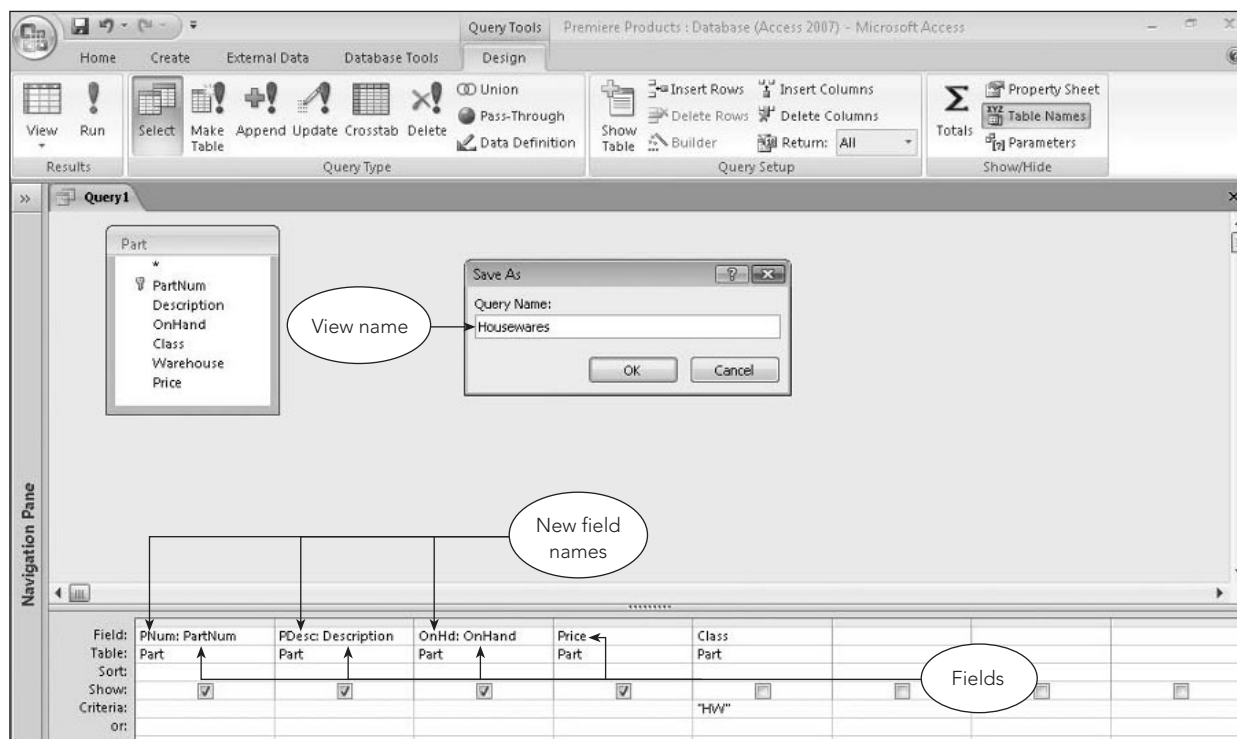 Query Tools
Premiere Products : Database (Access 2007) - Microsoft Access
Home Create External Data Database Tools Design
View Run
Results
Select Make Table Append Update Crosstab Delete
Union
Pass-Through
Data Definition
Query Type
Show Table
Insert Rows
Delete Rows
Builder
Insert Columns
Delete Columns
Return: All
Query Setup
Totals
Property Sheet
Table Names
Parameters
Show/Hide
Query1
Navigation Pane
Part
*
PartNum
Description
OnHand
Class
Warehouse
Price
View name
Save As
Query Name:
Housewares
OK Cancel
New field
names
Field: PNum: PartNum PDesc: Description OnHd: OnHand Price Class
Table: Part Part Part Part Part
Sort:
Show:
Criteria: "HW"
or:
Fields